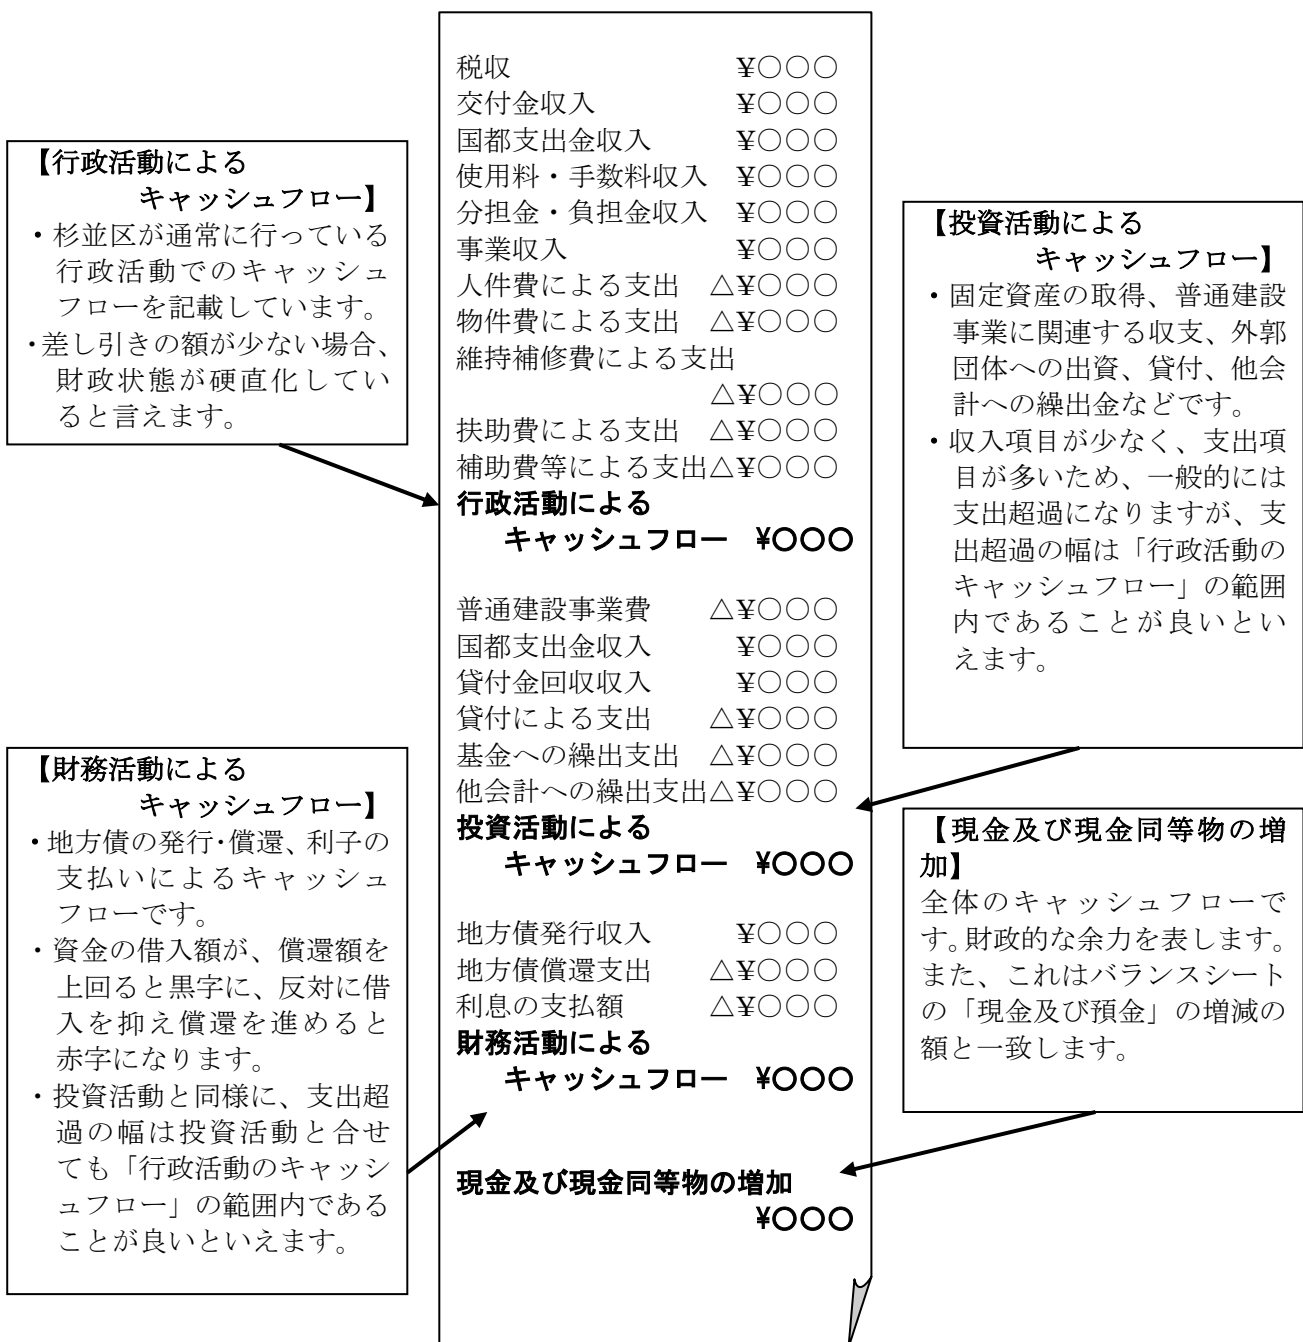 税収 ¥○○○
交付金収入 ¥○○○
国都支出金収入 ¥○○○
使用料・手数料収入 ¥○○○
分担金・負担金収入 ¥○○○
事業収入 ¥○○○
人件費による支出 △¥○○○
物件費による支出 △¥○○○
維持補修費による支出
△¥○○○
扶助費による支出 △¥○○○
補助費等による支出△¥○○○
行政活動による
キャッシュフロー ¥○○○
普通建設事業費 △¥○○○
国都支出金収入 ¥○○○
貸付金回収収入 ¥○○○
貸付による支出 △¥○○○
基金への繰出支出 △¥○○○
他会計への繰出支出△¥○○○
投資活動による
キャッシュフロー ¥○○○
地方債発行収入 ¥○○○
地方債償還支出 △¥○○○
利息の支払額 △¥○○○
財務活動による
キャッシュフロー ¥○○○
現金及び現金同等物の増加
¥○○○
【行政活動による
キャッシュフロー】
・杉並区が通常に行っている
行政活動でのキャッシュ
フローを記載しています。
・差し引きの額が少ない場合、
財政状態が硬直化してい
ると言えます。
【財務活動による
キャッシュフロー】
・地方債の発行・償還、利子の
支払いによるキャッシュ
フローです。
・資金の借入額が、償還額を
上回ると黒字に、反対に借
入を抑え償還を進めると
赤字になります。
・投資活動と同様に、支出超
過の幅は投資活動と合せ
ても「行政活動のキャッシ
ュフロー」の範囲内である
ことが良いといえます。
【投資活動による
キャッシュフロー】
・固定資産の取得、普通建設
事業に関連する収支、外郭
団体への出資、貸付、他会
計への繰出金などです。
・収入項目が少なく、支出項
目が多いため、一般的には
支出超過になりますが、支
出超過の幅は「行政活動の
キャッシュフロー」の範囲
内であることが良いとい
えます。
【現金及び現金同等物の増
加】
全体のキャッシュフローで
す。財政的な余力を表します。
また、これはバランスシート
の「現金及び預金」の増減の
額と一致します。